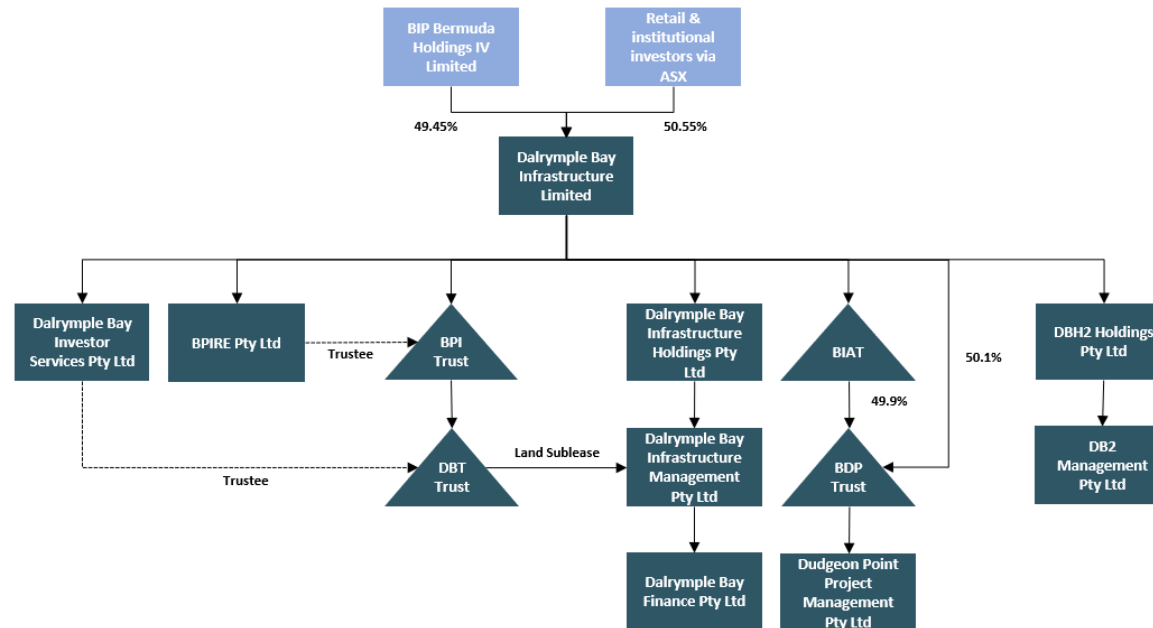 BIP Bermuda
Holdings IV
Limited
Retail &
institutional
investors via
ASX
49.45%
50.55%
Dalrymple Bay
Infrastructure
Limited
Dalrymple Bay
Investor
Services Pty Ltd
BPIRE Pty Ltd
Trustee
BPI
Trust
Dalrymple Bay
Infrastructure
Holdings Pty
Ltd
BIAT
50.1%
DBH2 Holdings
Pty Ltd
49.9%
Trustee
DBT
Trust
Land Sublease
Dalrymple Bay
Infrastructure
Management
Pty Ltd
BDP
Trust
DB2
Management
Pty Ltd
Dalrymple Bay
Finance Pty Ltd
Dudgeon Point
Project
Management
Pty Ltd